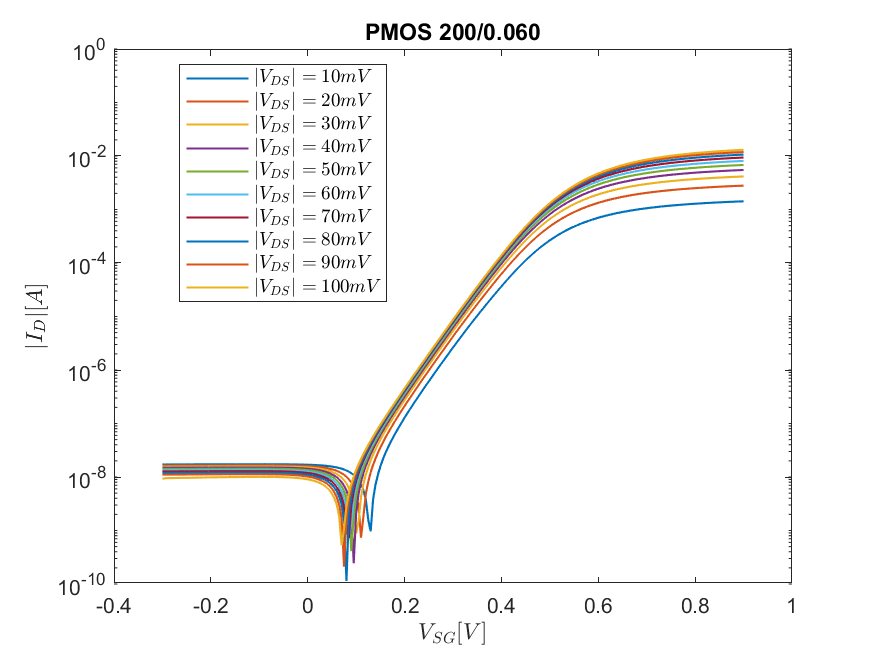 PMOS 200/0.060
|V_DS| = 10mV
|V_DS| = 20mV
|V_DS| = 30mV
|V_DS| = 40mV
|V_DS| = 50mV
|V_DS| = 60mV
|V_DS| = 70mV
|V_DS| = 80mV
|V_DS| = 90mV
|V_DS| = 100mV
|I_D|[A]
10^0
10^-2
10^-4
10^-6
10^-8
10^-10
-0.4 -0.2 0 0.2 0.4 0.6 0.8 1
V_SG[V]